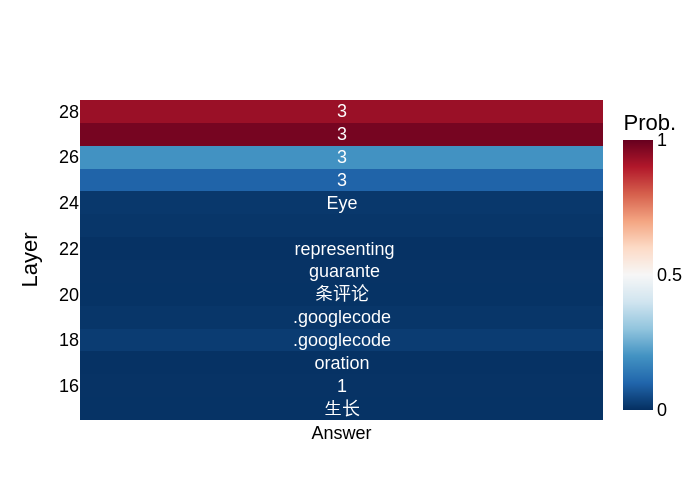 Prob.
28 3 1
3
26 3
3
24 Eye
22 representing 0.5
guarante
20 条评论
.googlecode
18 .googlecode
oration
16 1
生长 0
Answer
Layer